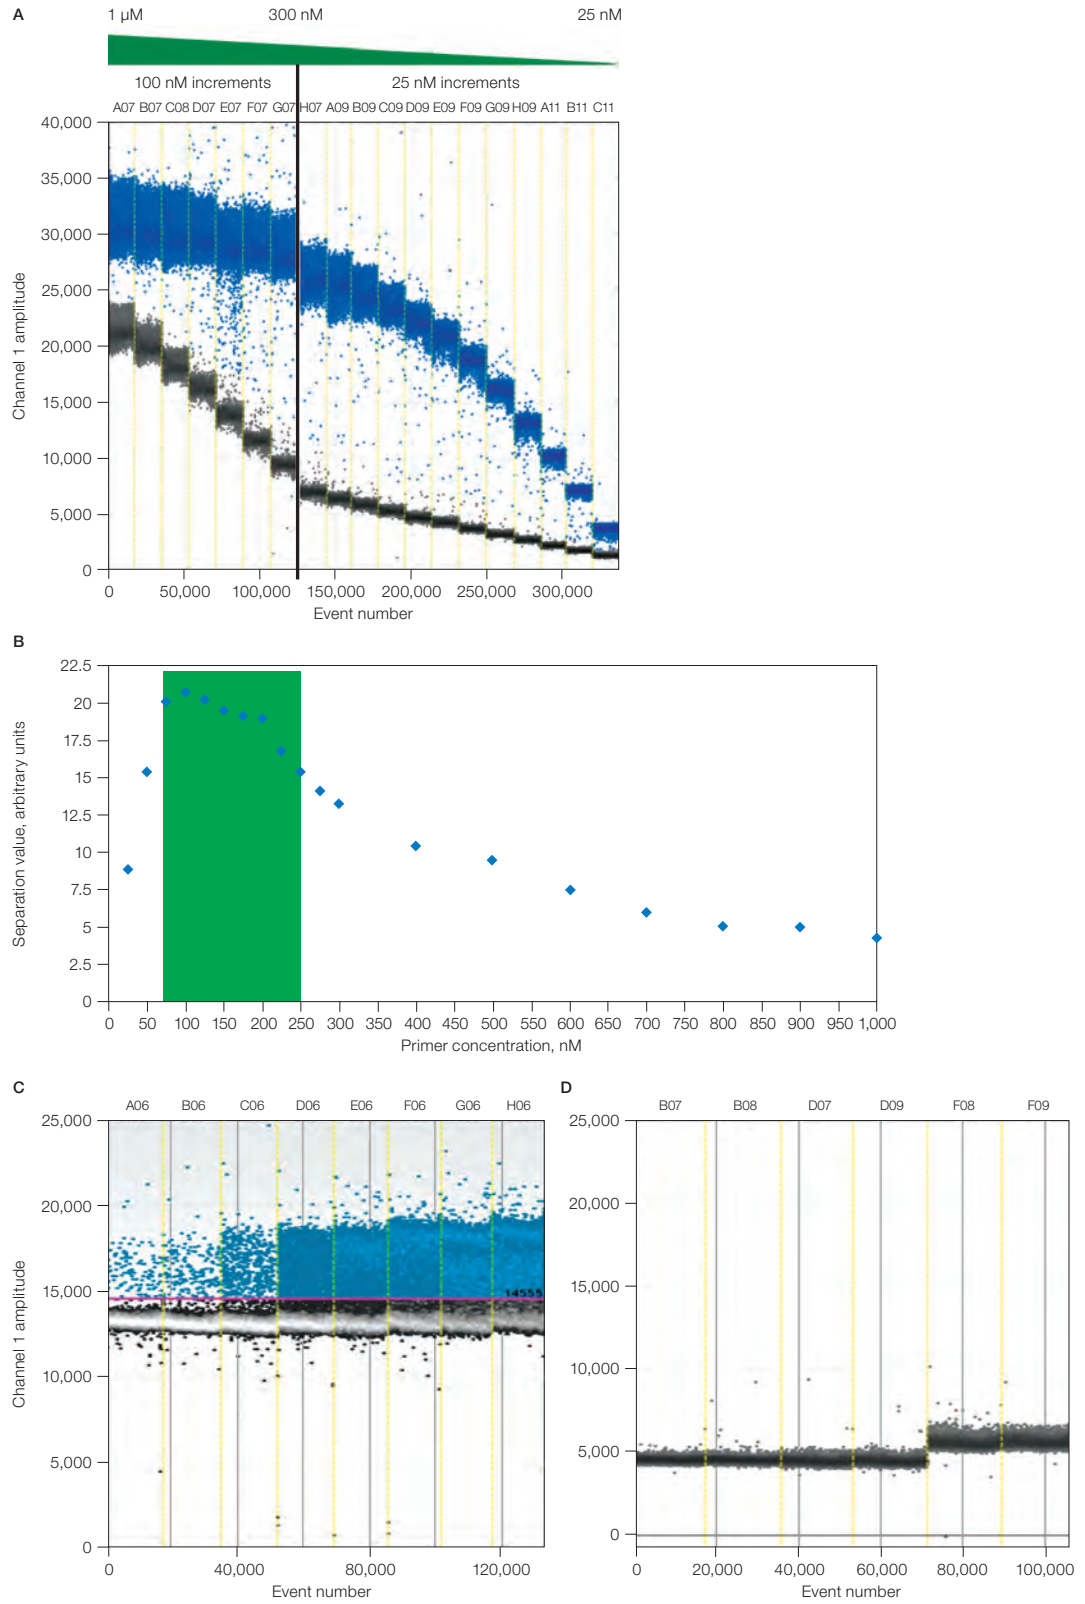 A
1 µM 300 nM 25 nM
100 nM increments 25 nM increments
A07 B07 C08 D07 E07 F07 G07 H07 A09 B09 C09 D09 E09 F09 G09 H09 A11 B11 C11
40,000
35,000
30,000
25,000
20,000
15,000
10,000
5,000
0
Channel 1 amplitude
0 50,000 100,000 150,000 200,000 250,000 300,000
Event number
B
22.5
20
17.5
15
12.5
10
7.5
5
2.5
0
Separation value, arbitrary units
0 50 100 150 200 250 300 350 400 450 500 550 600 650 700 750 800 850 900 950 1,000
Primer concentration, nM
C
A06 B06 C06 D06 E06 F06 G06 H06
25,000
20,000
15,000
10,000
5,000
0
14555
Channel 1 amplitude
0 40,000 80,000 120,000
Event number
D
B07 B08 D07 D09 F08 F09
25,000
20,000
15,000
10,000
5,000
0
0 20,000 40,000 60,000 80,000 100,000
Event number